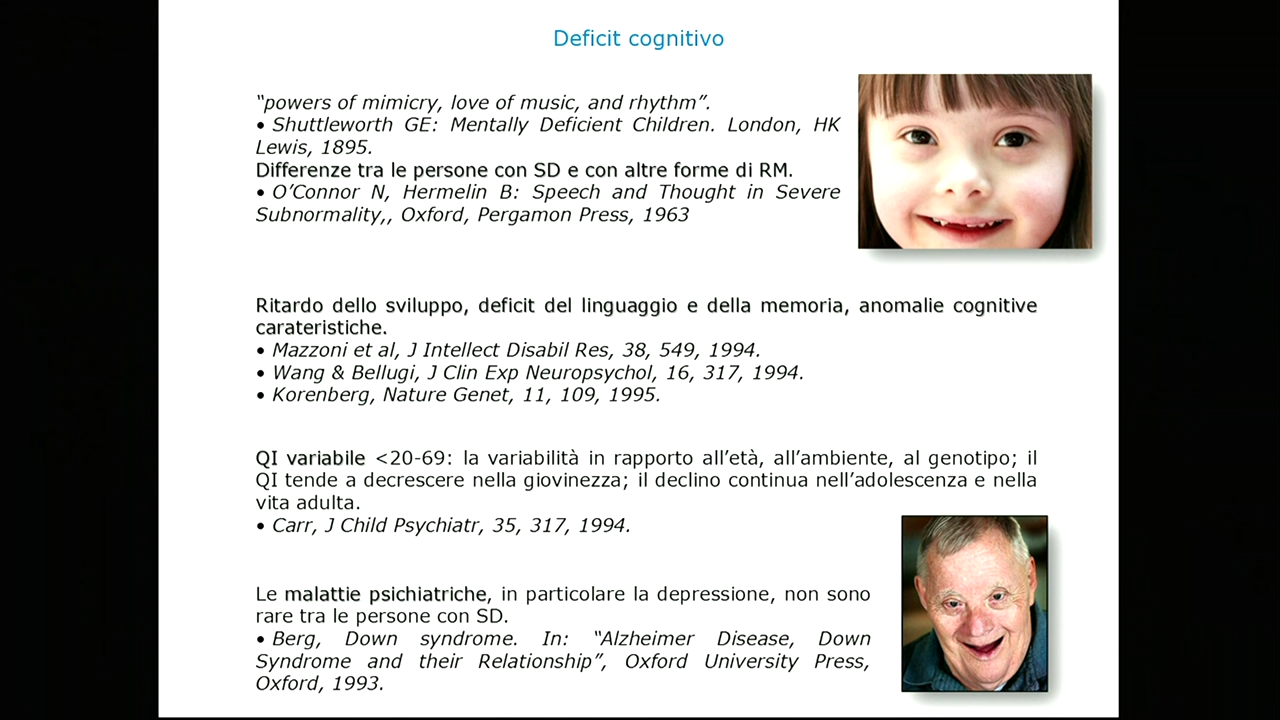 Deficit cognitivo
“powers of mimicry, love of music, and rhythm”.
• Shuttleworth GE: Mentally Deficient Children. London, HK
Lewis, 1895.
Differenze tra le persone con SD e con altre forme di RM.
• O’Connor N, Hermelin B: Speech and Thought in Severe
Subnormality,, Oxford, Pergamon Press, 1963
Ritardo dello sviluppo, deficit del linguaggio e della memoria, anomalie cognitive
carateristiche.
• Mazzoni et al, J Intellect Disabil Res, 38, 549, 1994.
• Wang & Bellugi, J Clin Exp Neuropsychol, 16, 317, 1994.
• Korenberg, Nature Genet, 11, 109, 1995.
QI variabile <20-69: la variabilità in rapporto all’età, all’ambiente, al genotipo; il
QI tende a decrescere nella giovinezza; il declino continua nell’adolescenza e nella
vita adulta.
• Carr, J Child Psychiatr, 35, 317, 1994.
Le malattie psichiatriche, in particolare la depressione, non sono
rare tra le persone con SD.
• Berg, Down syndrome. In: “Alzheimer Disease, Down
Syndrome and their Relationship”, Oxford University Press,
Oxford, 1993.